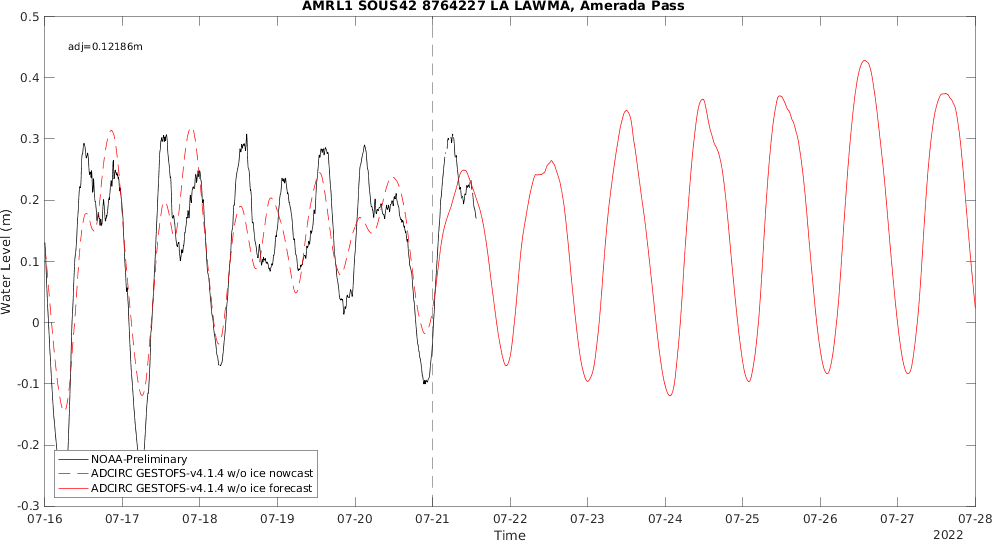 AMRL1 SOUS42 8764227 LA LAWMA, Amerada Pass
adj=0.12186m
0.5
0.4
0.3
0.2
0.1
0
-0.1
-0.2
-0.3
Water Level (m)
NOAA-Preliminary
ADCIRC GESTOFS-v4.1.4 w/o ice nowcast
ADCIRC GESTOFS-v4.1.4 w/o ice forecast
07-16 07-17 07-18 07-19 07-20 07-21 07-22 07-23 07-24 07-25 07-26 07-27 07-28
Time
2022